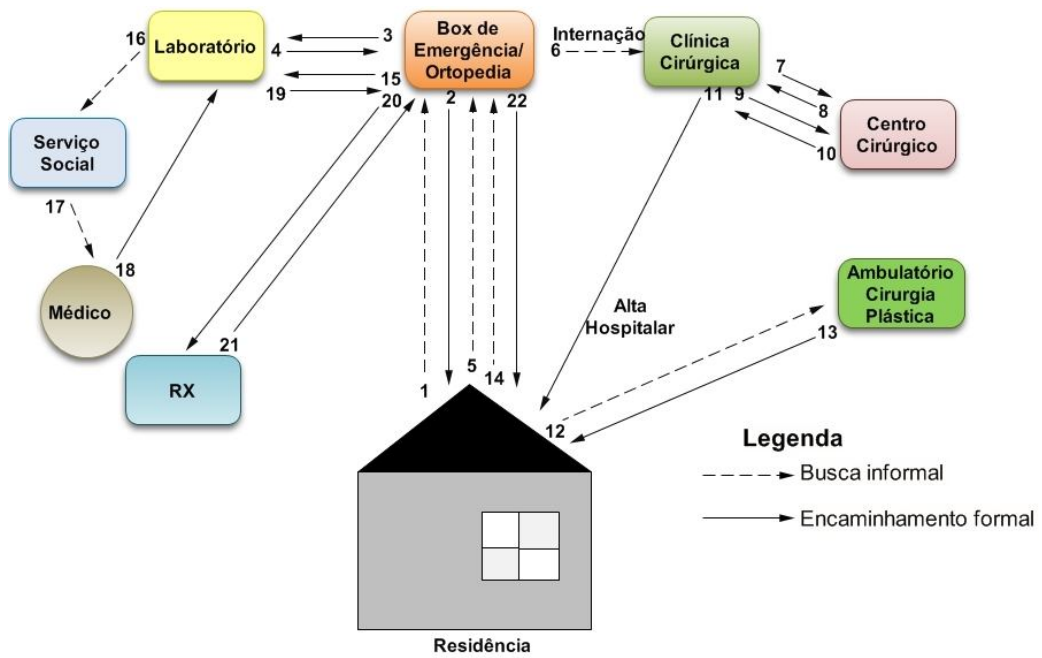 16
Laboratório
3
4
15
19
20
Box de
Emergência/
Ortopedia
2
22
Internação
6
Clínica
Cirúrgica
7
8
11
9
10
Centro
Cirúrgico
Serviço
Social
17
18
Médico
21
RX
1
5
14
Alta
Hospitalar
12
Ambulatório
Cirurgia
Plástica
13
Legenda
Busca informal
Encaminhamento formal
Residência